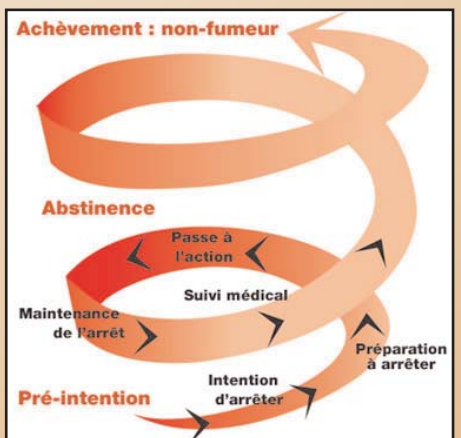 Achèvement : non-fumeur
Abstinence
Passe à
l'action
Suivi médical
Maintenance
de l'arrêt
Préparation
à arrêter
Intention
d'arrêter
Pré-intention